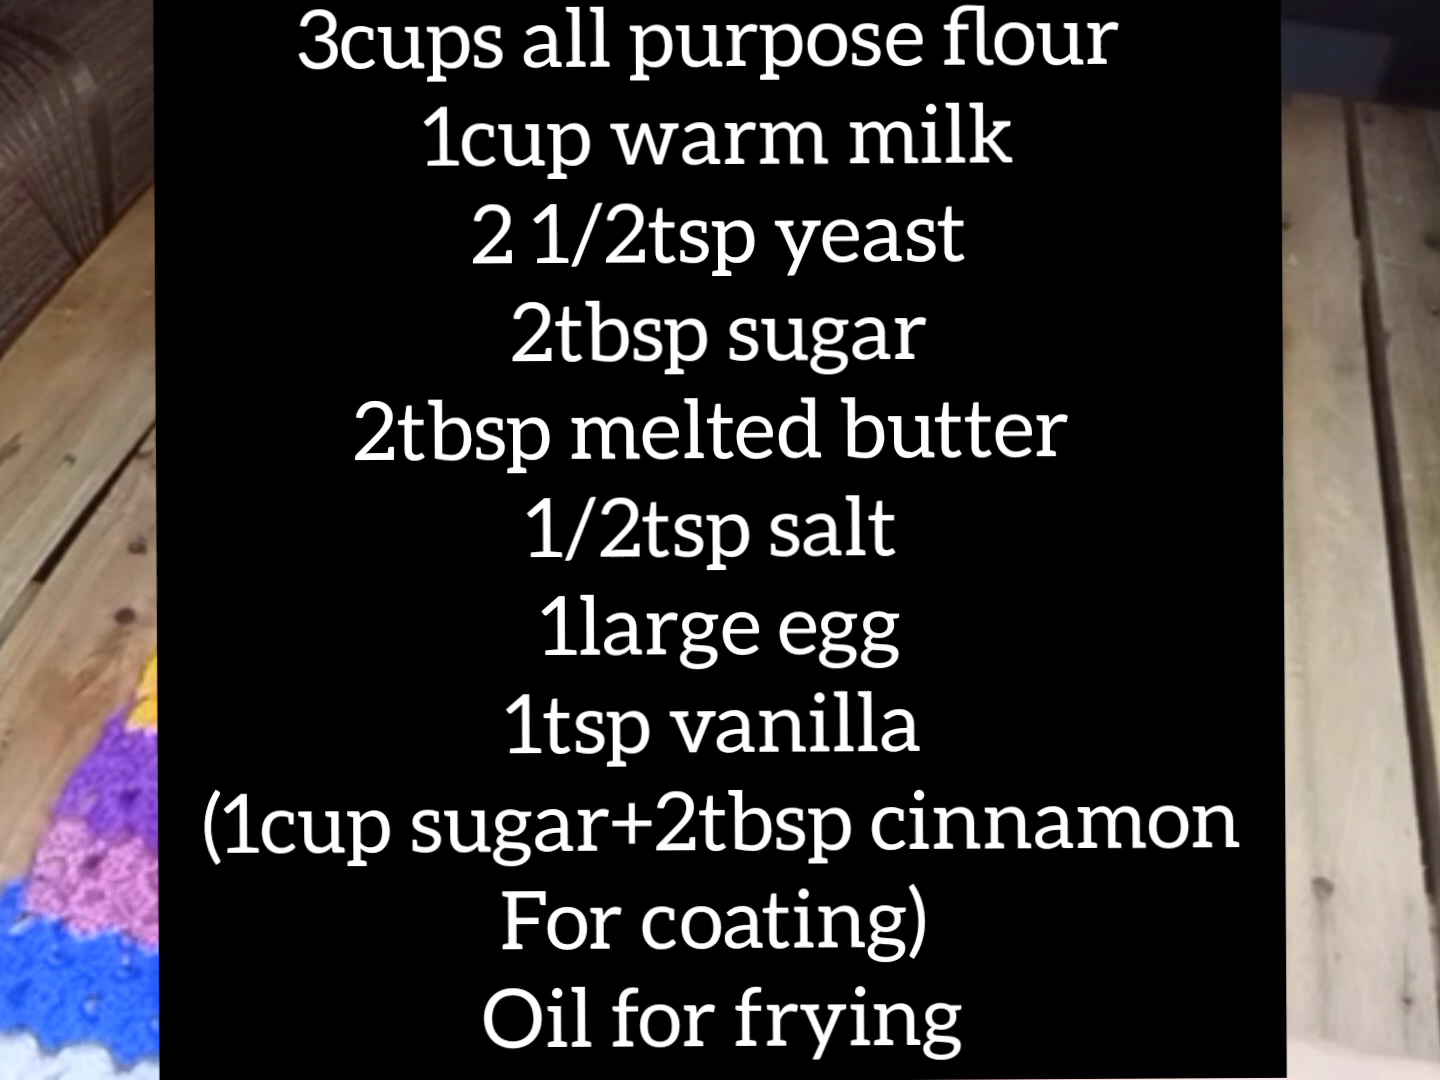 3cups all purpose flour
1cup warm milk
2 1/2tsp yeast
2tbsp sugar
2tbsp melted butter
1/2tsp salt
1large egg
1tsp vanilla
(1cup sugar+2tbsp cinnamon
For coating)
Oil for frying